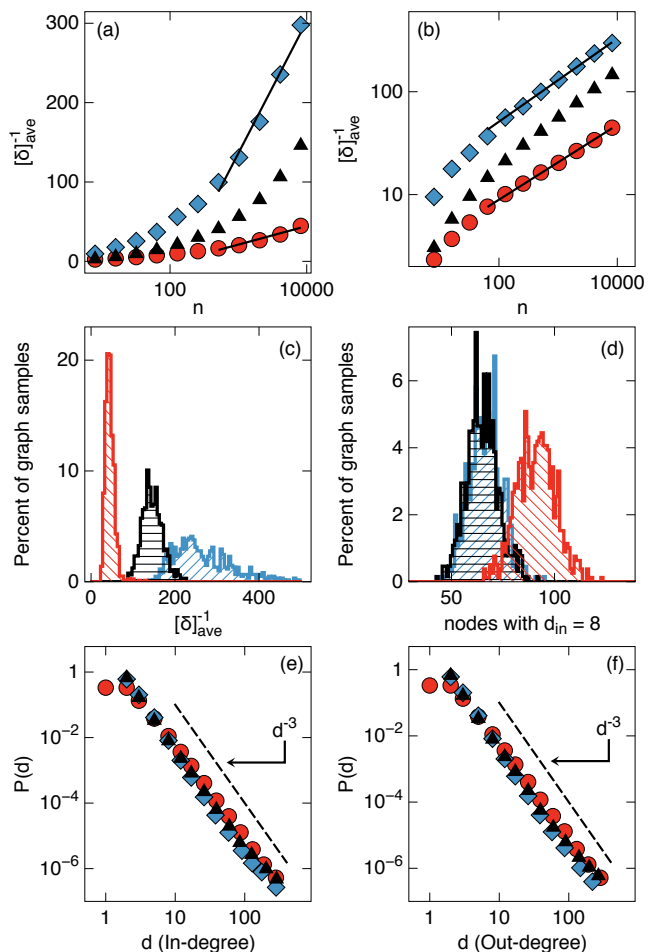 (a)
300
200
100
0
[δ]⁻¹ave
100
10000
n
(b)
100
10
[δ]⁻¹ave
100
10000
n
(c)
20
10
0
Percent of graph samples
0
200
400
[δ]⁻¹ave
(d)
6
4
2
0
Percent of graph samples
50
100
nodes with d_in = 8
(e)
1
10⁻²
10⁻⁴
10⁻⁶
P(d)
d⁻³
1
10
100
d (In-degree)
(f)
1
10⁻²
10⁻⁴
10⁻⁶
P(d)
d⁻³
1
10
100
d (Out-degree)